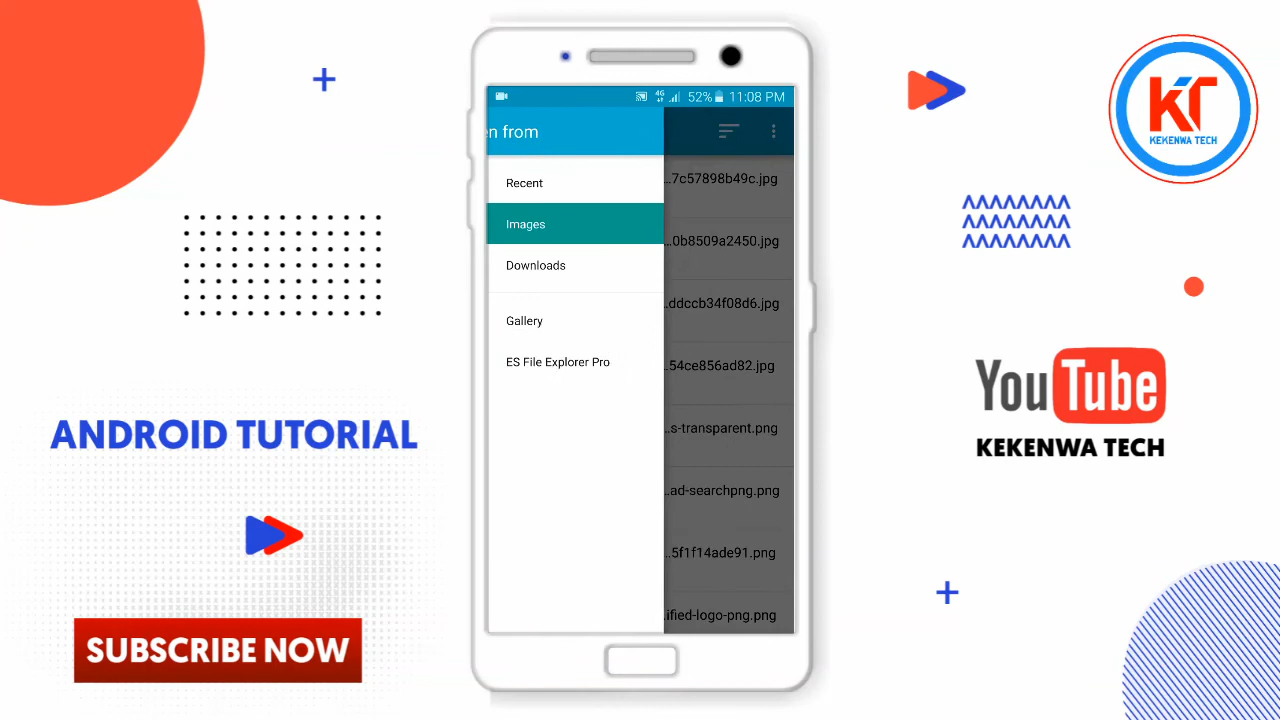 4G
52%
11:08 PM
en from
Recent
Images
Downloads
Gallery
ES File Explorer Pro
...7c57898b49c.jpg
...0b8509a2450.jpg
...ddccb34f08d6.jpg
...54ce856ad82.jpg
...s-transparent.png
...ad-searchpng.png
...5f1f14ade91.png
...ified-logo-png.png
ANDROID TUTORIAL
SUBSCRIBE NOW
KT
KEKENWA TECH
YouTube
KEKENWA TECH